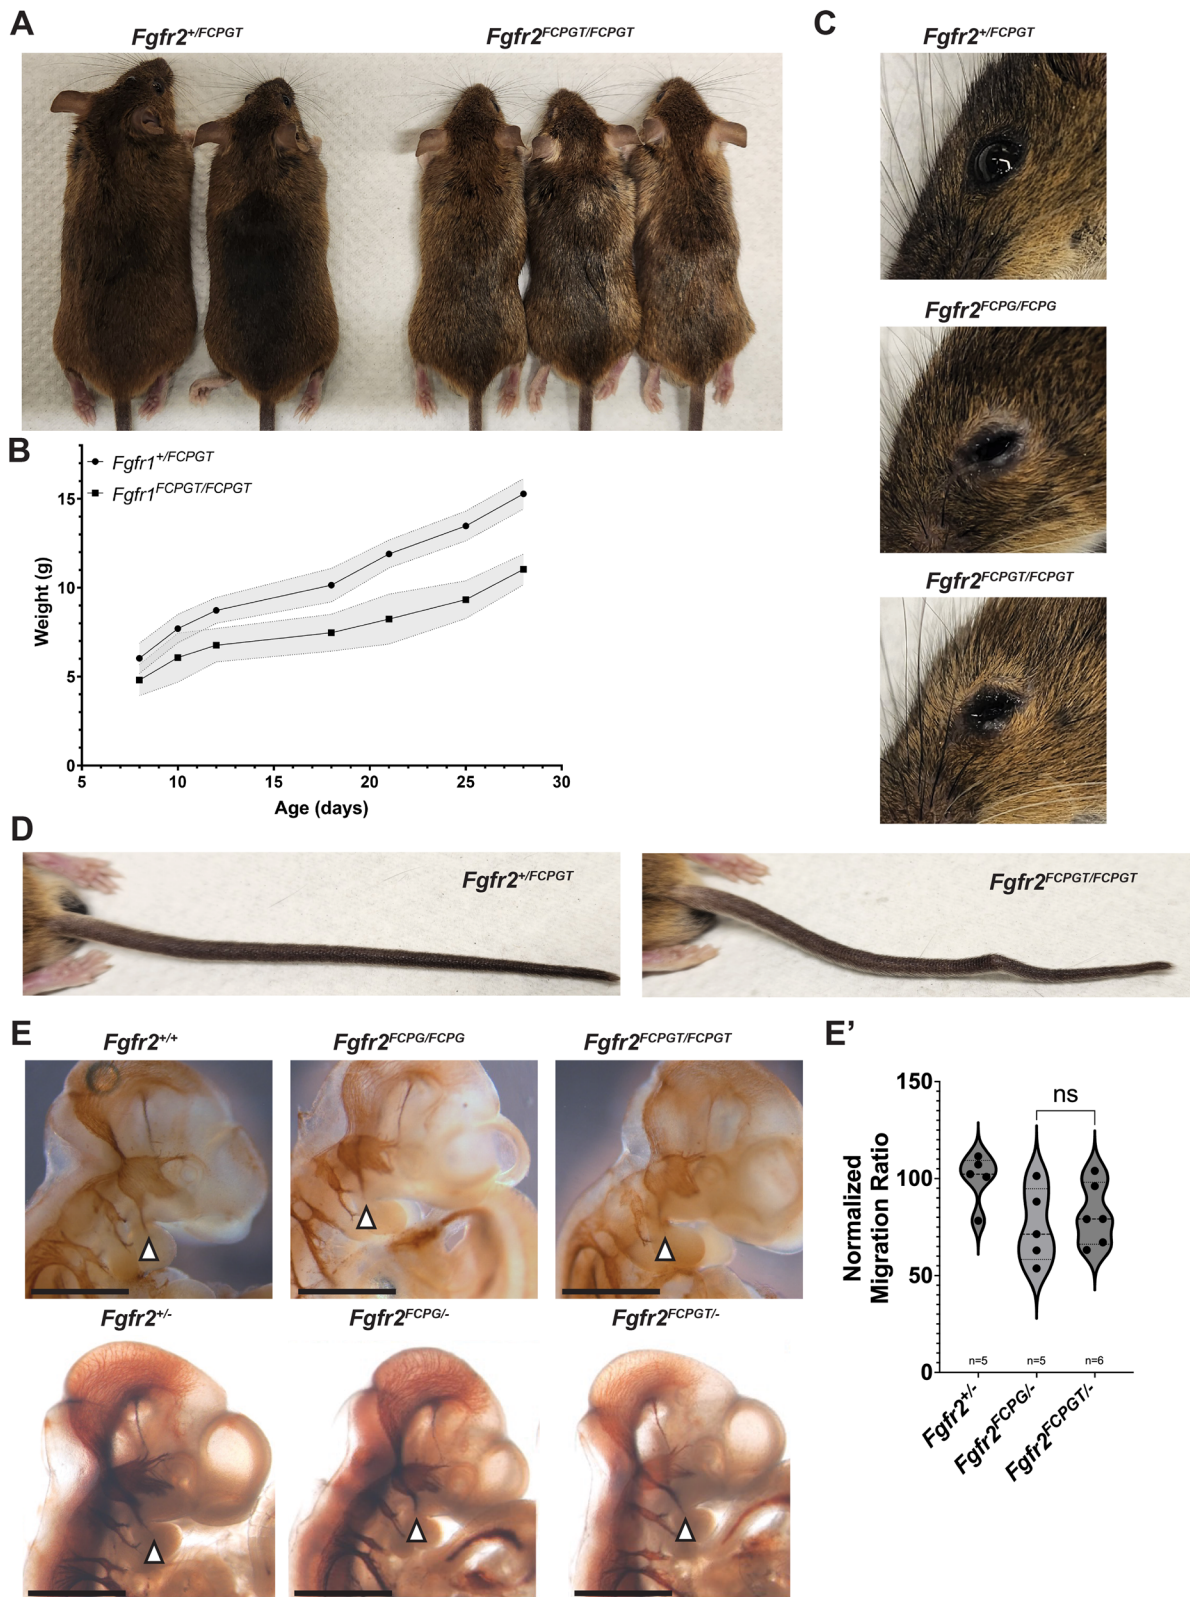 A
Fgfr2+/FCPGT
Fgfr2FCPGT/FCPGT
C
Fgfr2+/FCPGT
Fgfr2FCPG/FCPG
Fgfr2FCPGT/FCPGT
B
Fgfr1+/FCPGT
Fgfr1FCPGT/FCPGT
15
10
5
0
Weight (g)
5 10 15 20 25 30
Age (days)
D
Fgfr2+/FCPGT
Fgfr2FCPGT/FCPGT
E
Fgfr2+/+
Fgfr2FCPG/FCPG
Fgfr2FCPGT/FCPGT
Fgfr2+/-
Fgfr2FCPG/-
Fgfr2FCPGT/-
E’
150
100
50
0
Normalized
Migration Ratio
ns
n=5 n=5 n=6
Fgfr2+/-
Fgfr2FCPG/-
Fgfr2FCPGT/-